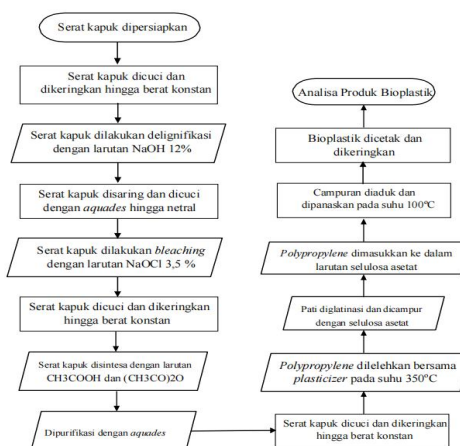 Serat kapuk dipersiapkan
Serat kapuk dicuci dan
dikeringkan hingga berat konstan
Serat kapuk dilakukan delignifikasi
dengan larutan NaOH 12%
Serat kapuk disaring dan dicuci
dengan aquades hingga netral
Serat kapuk dilakukan bleaching
dengan larutan NaOCl 3,5 %
Serat kapuk dicuci dan dikeringkan
hingga berat konstan
Serat kapuk disintesa dengan larutan
CH3COOH dan (CH3CO)2O
Dipurifikasi dengan aquades
Serat kapuk dicuci dan dikeringkan
hingga berat konstan
Polypropylene dilelehkan bersama
plasticizer pada suhu 350°C
Pati diglatinasi dan dicampur
dengan selulosa asetat
Polypropylene dimasukkan ke dalam
larutan selulosa asetat
Campuran diaduk dan
dipanaskan pada suhu 100°C
Bioplastik dicetak dan
dikeringkan
Analisa Produk Bioplastik